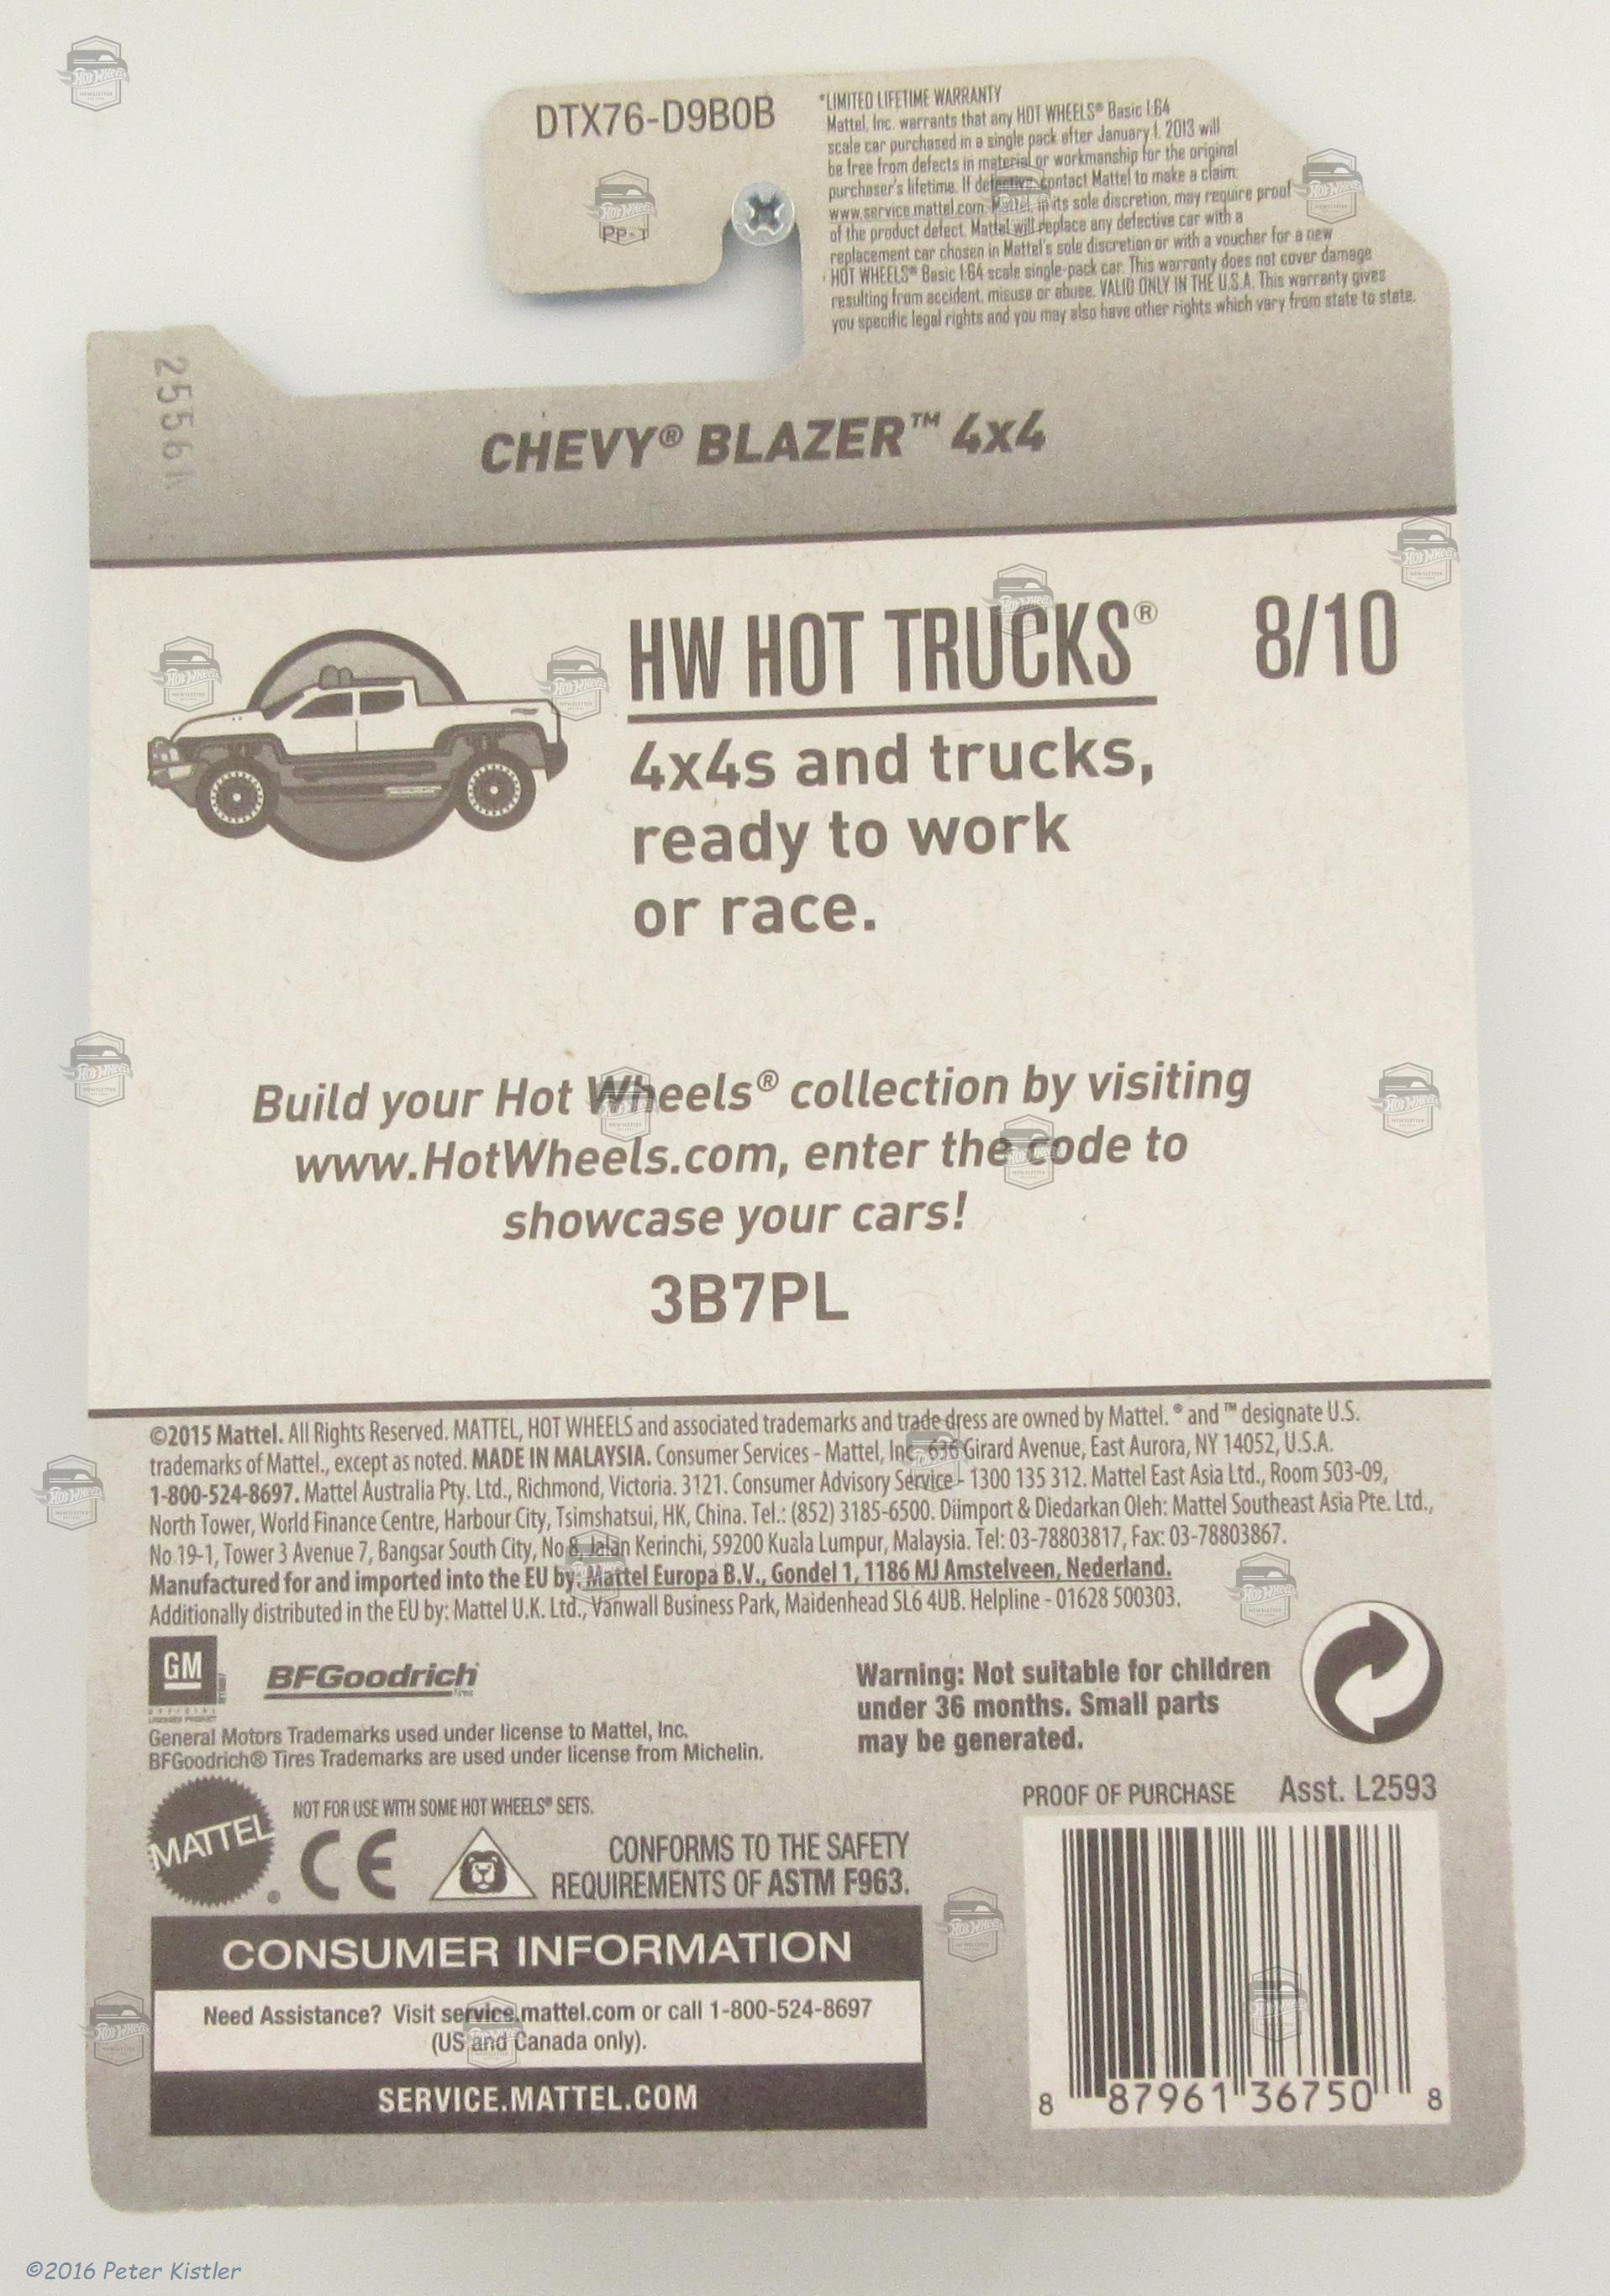 DTX76-D9B0B
PP-1
*LIMITED LIFETIME WARRANTY
Mattel, Inc. warrants that any HOT WHEELS® Basic 1:64
scale car purchased in a single pack after January 1, 2013 will
be free from defects in material or workmanship for the original
purchaser's lifetime. If defective, contact Mattel to make a claim:
www.service.mattel.com. Mattel, in its sole discretion, may require proof
of the product defect. Mattel will replace any defective car with a
replacement car chosen in Mattel's sole discretion or with a voucher for a new
HOT WHEELS® Basic 1:64 scale single-pack car. This warranty does not cover damage
resulting from accident, misuse or abuse. VALID ONLY IN THE U.S.A. This warranty gives
you specific legal rights and you may also have other rights which vary from state to state.
CHEVY® BLAZER™ 4x4
HW HOT TRUCKS® 8/10
4x4s and trucks,
ready to work
or race.
Build your Hot Wheels® collection by visiting
www.HotWheels.com, enter the code to
showcase your cars!
3B7PL
©2015 Mattel. All Rights Reserved. MATTEL, HOT WHEELS and associated trademarks and trade dress are owned by Mattel. ® and ™ designate U.S.
trademarks of Mattel., except as noted. MADE IN MALAYSIA. Consumer Services - Mattel, Inc. 636 Girard Avenue, East Aurora, NY 14052, U.S.A.
1-800-524-8697. Mattel Australia Pty. Ltd., Richmond, Victoria. 3121. Consumer Advisory Service - 1300 135 312. Mattel East Asia Ltd., Room 503-09,
North Tower, World Finance Centre, Harbour City, Tsimshatsui, HK, China. Tel.: (852) 3185-6500. Diimport & Diedarkan Oleh: Mattel Southeast Asia Pte. Ltd.,
No 19-1, Tower 3 Avenue 7, Bangsar South City, No 8, Jalan Kerinchi, 59200 Kuala Lumpur, Malaysia. Tel: 03-78803817, Fax: 03-78803867.
Manufactured for and imported into the EU by: Mattel Europa B.V., Gondel 1, 1186 MJ Amstelveen, Nederland.
Additionally distributed in the EU by: Mattel U.K. Ltd., Vanwall Business Park, Maidenhead SL6 4UB. Helpline - 01628 500303.
GM
OFFICIAL
LICENSED PRODUCT
BFGoodrich
Tires
General Motors Trademarks used under license to Mattel, Inc.
BFGoodrich® Tires Trademarks are used under license from Michelin.
Warning: Not suitable for children
under 36 months. Small parts
may be generated.
MATTEL
NOT FOR USE WITH SOME HOT WHEELS® SETS.
CE
CONFORMS TO THE SAFETY
REQUIREMENTS OF ASTM F963.
PROOF OF PURCHASE Asst. L2593
8 87961 36750 8
CONSUMER INFORMATION
Need Assistance? Visit service.mattel.com or call 1-800-524-8697
(US and Canada only).
SERVICE.MATTEL.COM
©2016 Peter Kistler